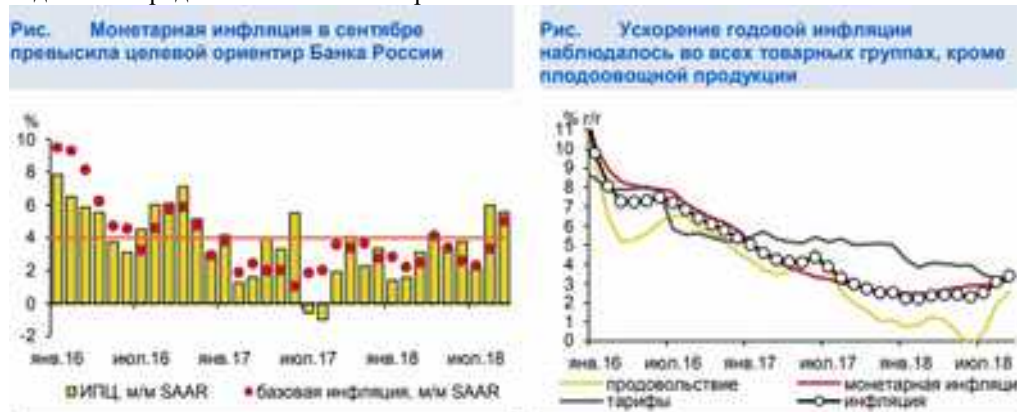 Рис. Монетарная инфляция в сентябре
превысила целевой ориентир Банка России
Рис. Ускорение годовой инфляции
наблюдалось во всех товарных группах, кроме
плодоовощной продукции
%
10
8
6
4
2
0
-2
янв.16 июл.16 янв.17 июл.17 янв.18 июл.18
ИПЦ, м/м SAAR базовая инфляция, м/м SAAR
% г/г
11
10
9
8
7
6
5
4
3
2
1
0
янв.16 июл.16 янв.17 июл.17 янв.18 июл.18
продовольствие монетарная инфляци
тарифы инфляция